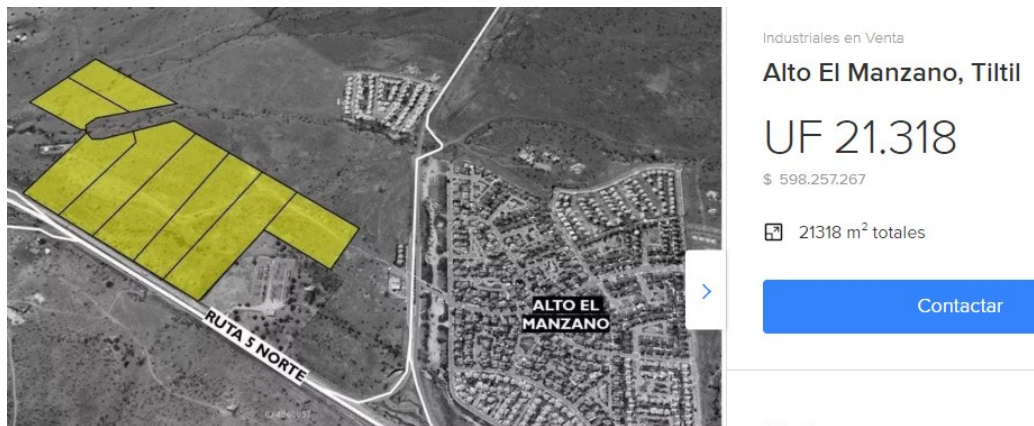 Industriales en Venta
Alto El Manzano, Tiltil
UF 21.318
$ 598.257.267
21318 m² totales
Contactar
ALTO EL
MANZANO
RUTA 5 NORTE